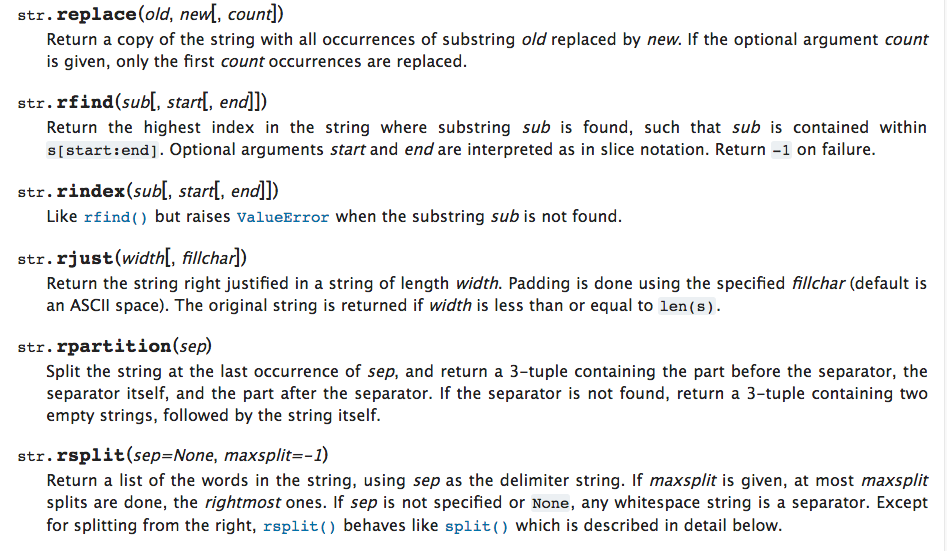 str.replace(old, new[, count])
Return a copy of the string with all occurrences of substring old replaced by new. If the optional argument count
is given, only the first count occurrences are replaced.
str.rfind(sub[, start[, end]])
Return the highest index in the string where substring sub is found, such that sub is contained within
s[start:end]. Optional arguments start and end are interpreted as in slice notation. Return -1 on failure.
str.rindex(sub[, start[, end]])
Like rfind() but raises ValueError when the substring sub is not found.
str.rjust(width[, fillchar])
Return the string right justified in a string of length width. Padding is done using the specified fillchar (default is
an ASCII space). The original string is returned if width is less than or equal to len(s).
str.rpartition(sep)
Split the string at the last occurrence of sep, and return a 3-tuple containing the part before the separator, the
separator itself, and the part after the separator. If the separator is not found, return a 3-tuple containing two
empty strings, followed by the string itself.
str.rsplit(sep=None, maxsplit=-1)
Return a list of the words in the string, using sep as the delimiter string. If maxsplit is given, at most maxsplit
splits are done, the rightmost ones. If sep is not specified or None, any whitespace string is a separator. Except
for splitting from the right, rsplit() behaves like split() which is described in detail below.